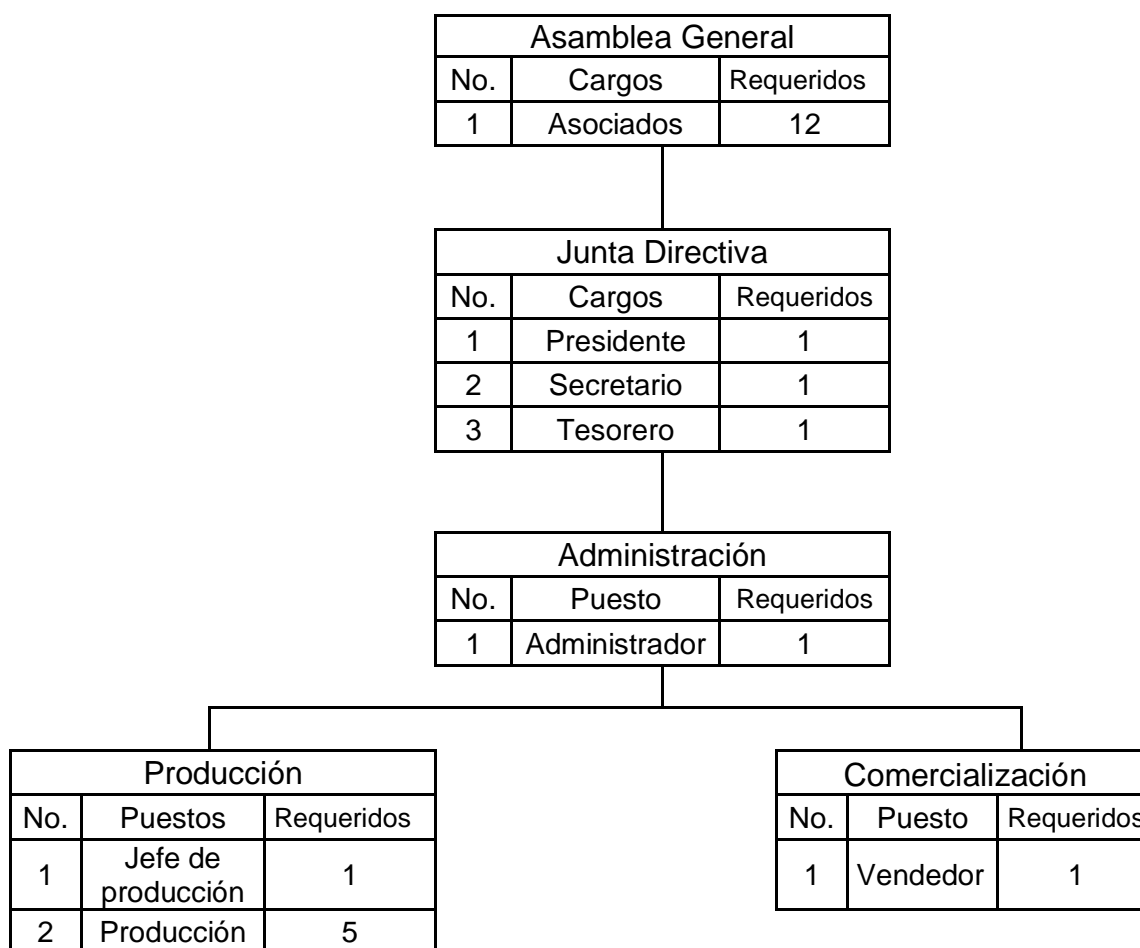 Asamblea General
No. Cargos Requeridos
1 Asociados 12
Junta Directiva
No. Cargos Requeridos
1 Presidente 1
2 Secretario 1
3 Tesorero 1
Administración
No. Puesto Requeridos
1 Administrador 1
Producción
No. Puestos Requeridos
1 Jefe de producción 1
2 Producción 5
Comercialización
No. Puesto Requeridos
1 Vendedor 1